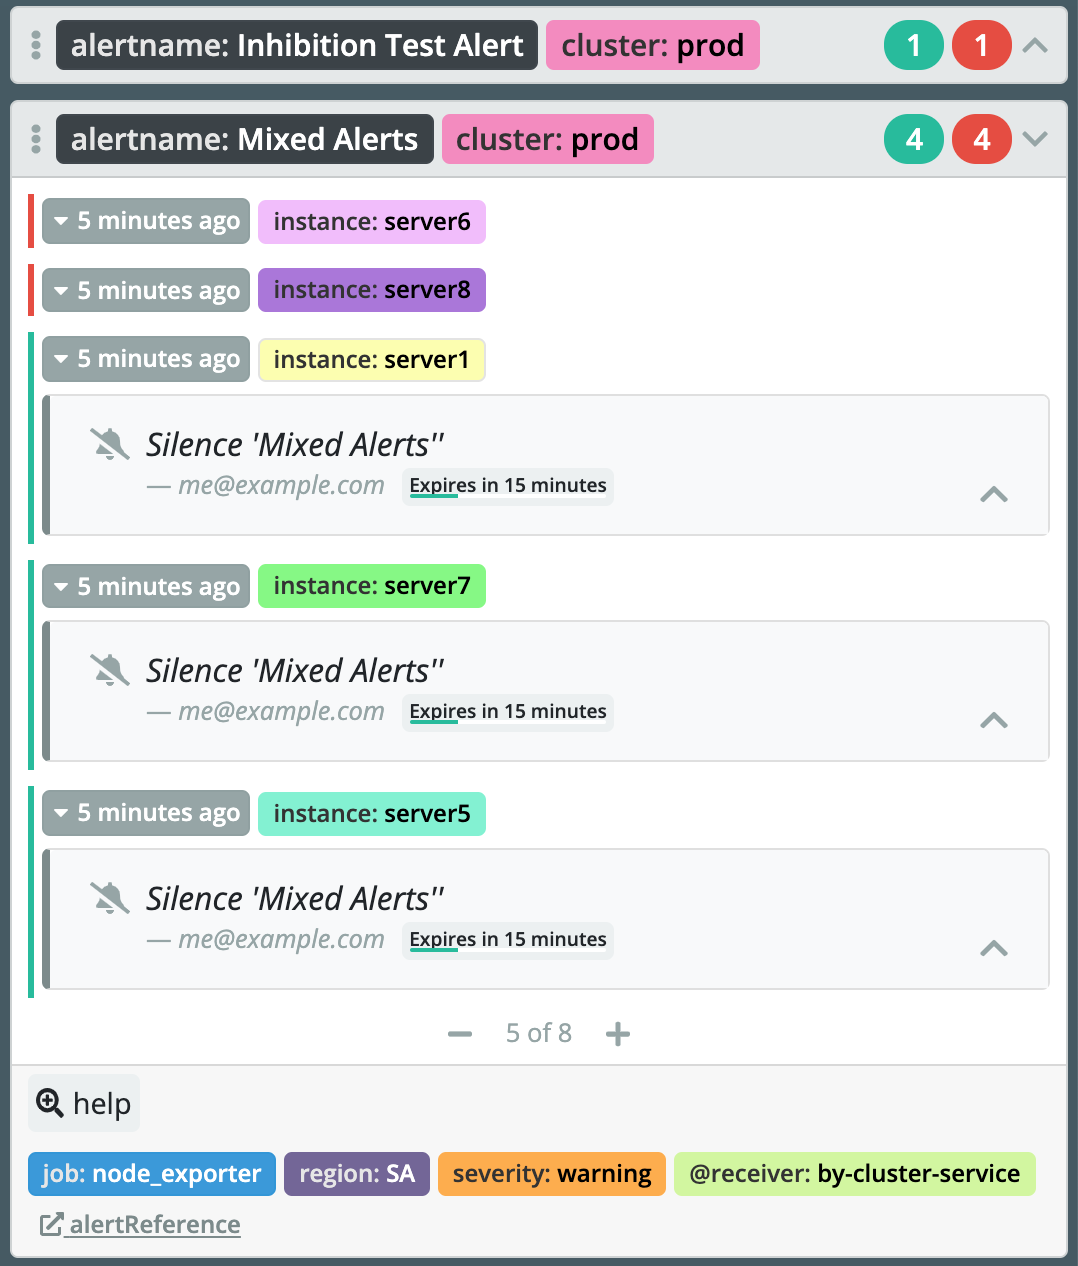 alertname: Inhibition Test Alert cluster: prod 1 1
alertname: Mixed Alerts cluster: prod 4 4
5 minutes ago instance: server6
5 minutes ago instance: server8
5 minutes ago instance: server1
Silence 'Mixed Alerts''
— me@example.com Expires in 15 minutes
5 minutes ago instance: server7
Silence 'Mixed Alerts''
— me@example.com Expires in 15 minutes
5 minutes ago instance: server5
Silence 'Mixed Alerts''
— me@example.com Expires in 15 minutes
5 of 8
help
job: node_exporter region: SA severity: warning @receiver: by-cluster-service
alertReference